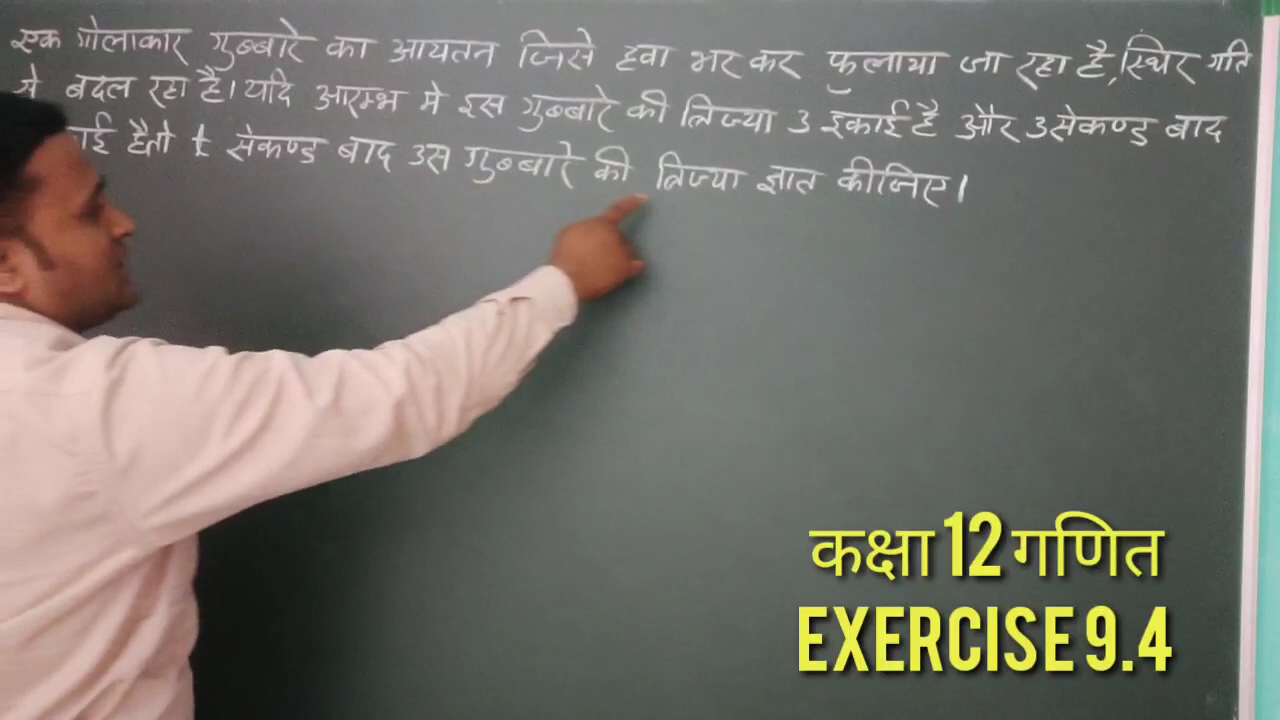 एक गोलाकार गुब्बारे का आयतन जिसे हवा भर कर फुलाया जा रहा है, स्थिर गति
से बदल रहा है। यदि आरम्भ मे इस गुब्बारे की त्रिज्या 3 इकाई है और 3 सेकण्ड बाद
है तो t सेकण्ड बाद उस गुब्बारे की त्रिज्या ज्ञात कीजिए।
कक्षा 12 गणित
EXERCISE 9.4